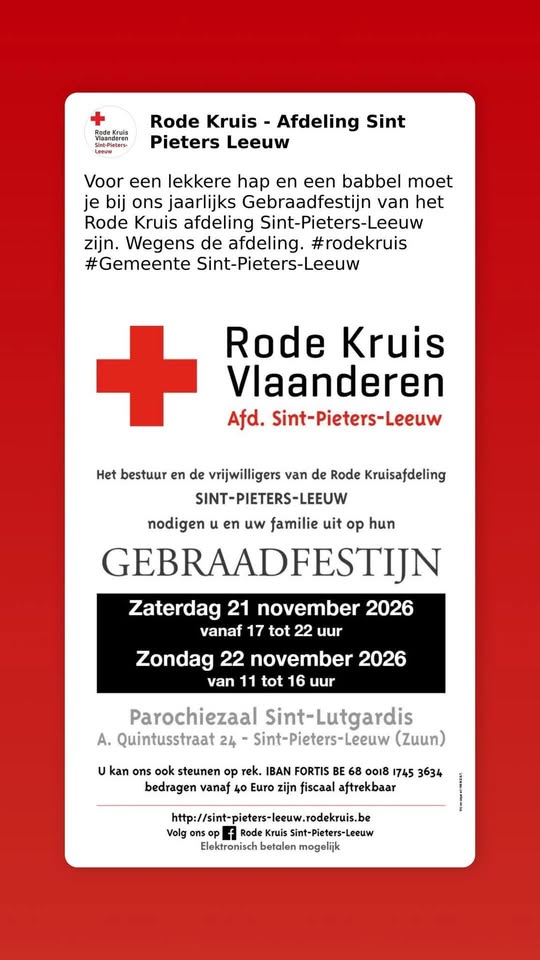 Rode Kruis
Vlaanderen
Sint-Pieters-
Leeuw
Rode Kruis - Afdeling Sint
Pieters Leeuw
Voor een lekkere hap en een babbel moet
je bij ons jaarlijks Gebraadfestijn van het
Rode Kruis afdeling Sint-Pieters-Leeuw
zijn. Wegens de afdeling. #rodekruis
#Gemeente Sint-Pieters-Leeuw
Rode Kruis
Vlaanderen
Afd. Sint-Pieters-Leeuw
Het bestuur en de vrijwilligers van de Rode Kruisafdeling
SINT-PIETERS-LEEUW
nodigen u en uw familie uit op hun
GEBRAADFESTIJN
Zaterdag 21 november 2026
vanaf 17 tot 22 uur
Zondag 22 november 2026
van 11 tot 16 uur
Parochiezaal Sint-Lutgardis
A. Quintusstraat 24 - Sint-Pieters-Leeuw (Zuun)
U kan ons ook steunen op rek. IBAN FORTIS BE 68 0018 1745 3634
bedragen vanaf 40 Euro zijn fiscaal aftrekbaar
http://sint-pieters-leeuw.rodekruis.be
Volg ons op Rode Kruis Sint-Pieters-Leeuw
Elektronisch betalen mogelijk